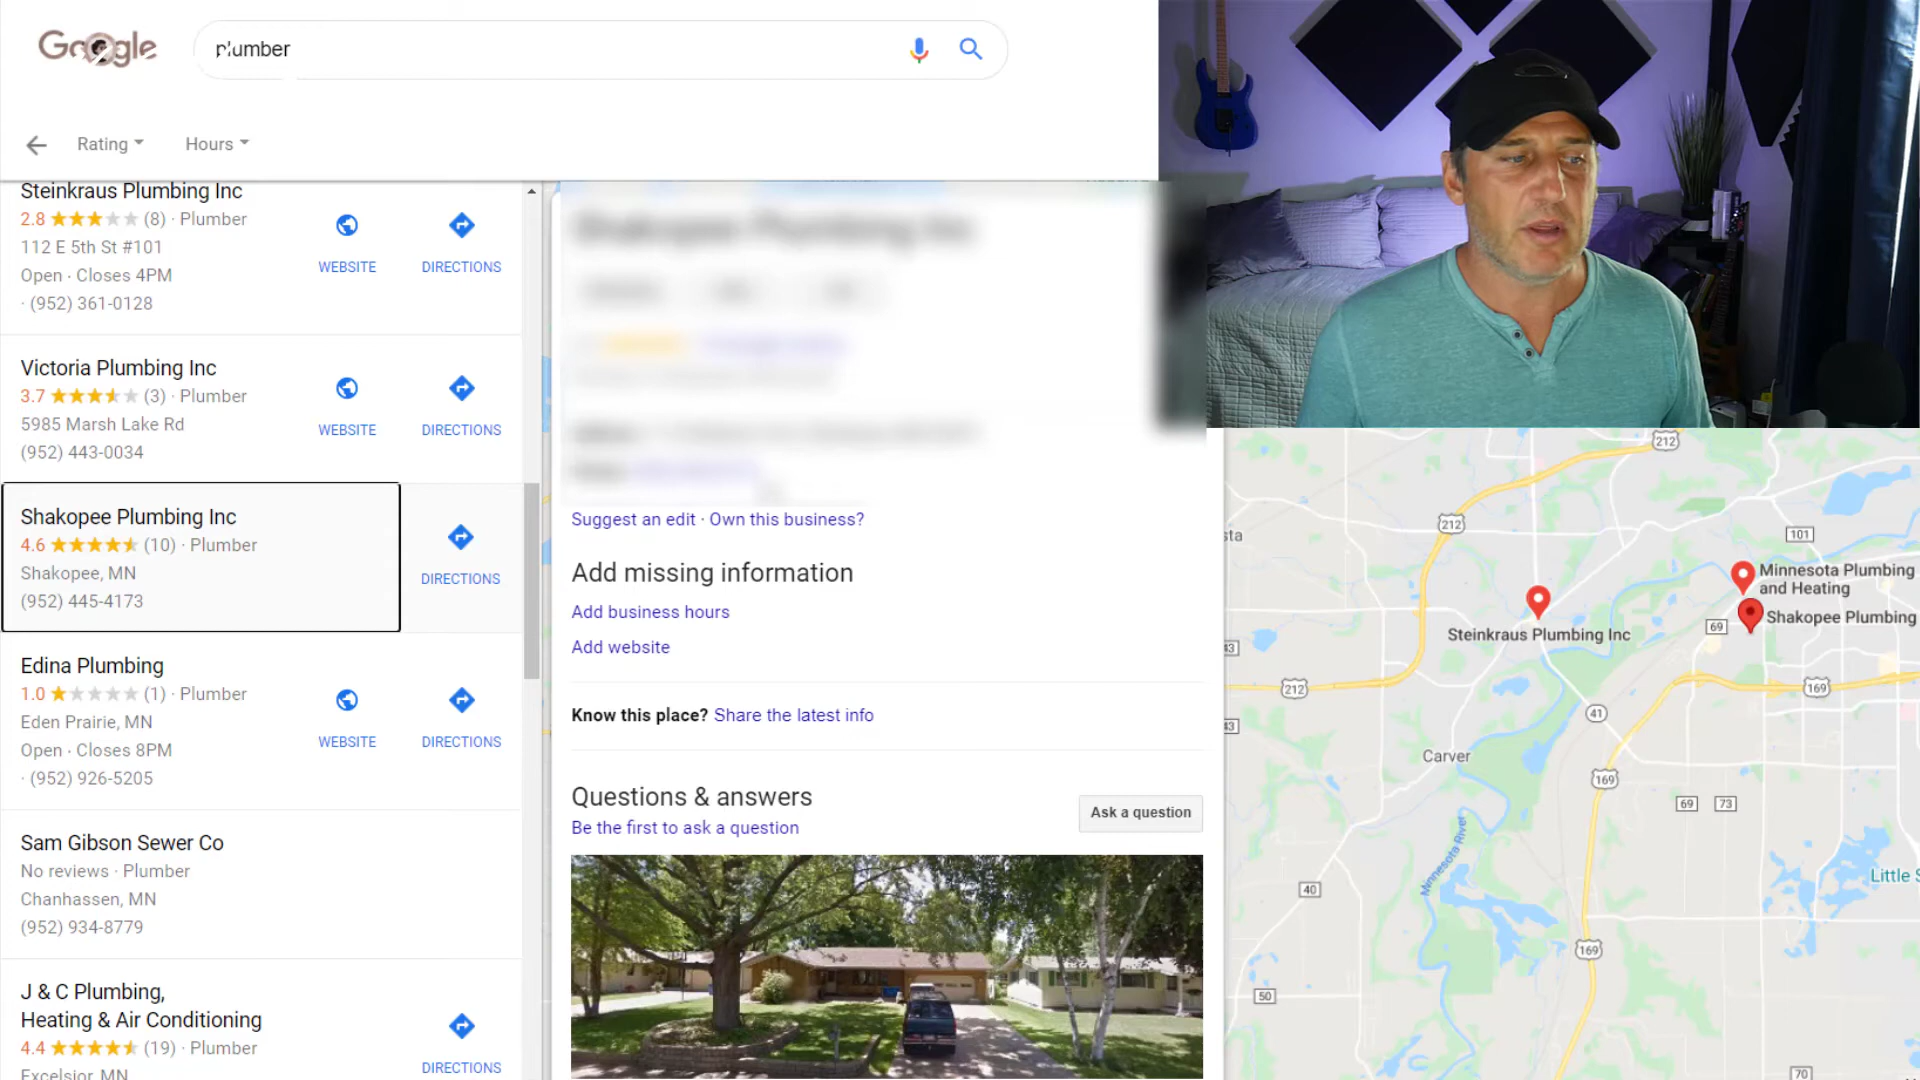 Google
plumber
Rating
Hours
Steinkraus Plumbing Inc
2.8 (8) · Plumber
112 E 5th St #101
Open · Closes 4PM
· (952) 361-0128
WEBSITE
DIRECTIONS
Victoria Plumbing Inc
3.7 (3) · Plumber
5985 Marsh Lake Rd
(952) 443-0034
WEBSITE
DIRECTIONS
Shakopee Plumbing Inc
4.6 (10) · Plumber
Shakopee, MN
(952) 445-4173
DIRECTIONS
Edina Plumbing
1.0 (1) · Plumber
Eden Prairie, MN
Open · Closes 8PM
· (952) 926-5205
WEBSITE
DIRECTIONS
Sam Gibson Sewer Co
No reviews · Plumber
Chanhassen, MN
(952) 934-8779
J & C Plumbing,
Heating & Air Conditioning
4.4 (19) · Plumber
Excelsior, MN
DIRECTIONS
Shakopee Plumbing Inc
Suggest an edit · Own this business?
Add missing information
Add business hours
Add website
Know this place? Share the latest info
Questions & answers
Be the first to ask a question
Ask a question
212
212
101
sta
Minnesota Plumbing
and Heating
Shakopee Plumbing
69
Steinkraus Plumbing Inc
43
212
169
41
43
Carver
169
69
73
Minnesota River
40
Little S
169
50
70